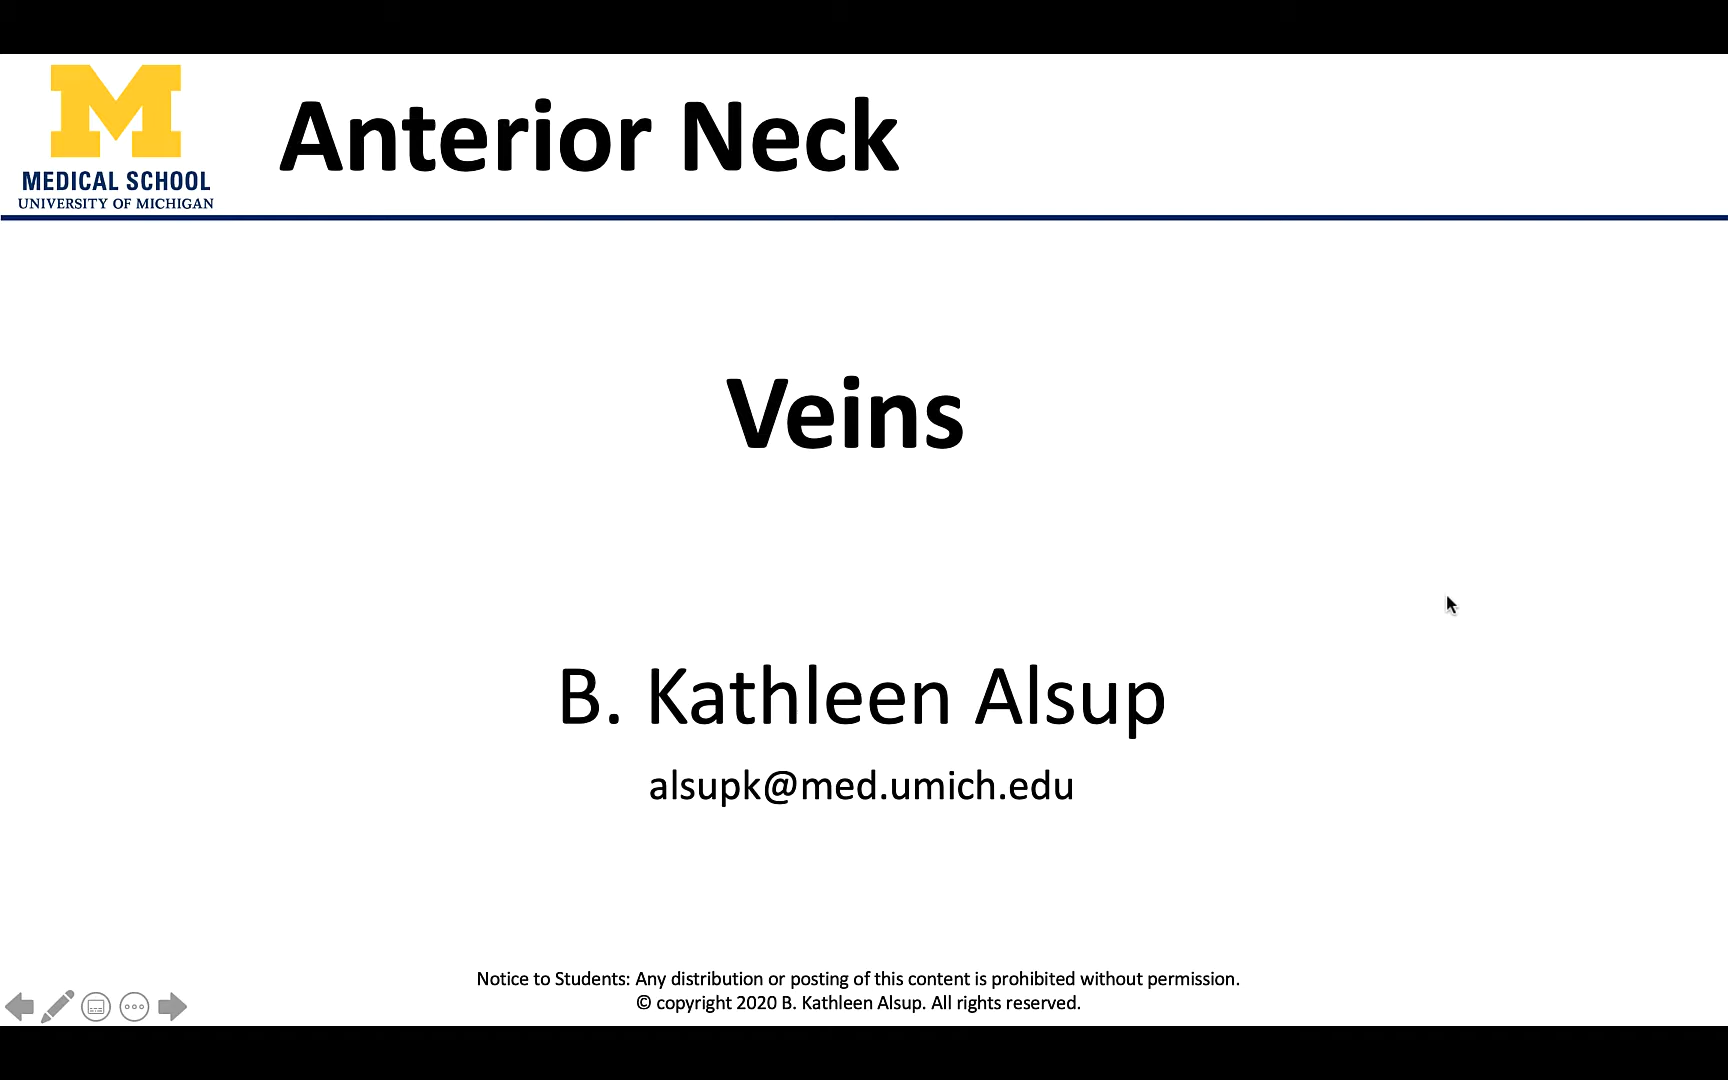 M
MEDICAL SCHOOL
UNIVERSITY OF MICHIGAN
Anterior Neck
Veins
B. Kathleen Alsup
alsupk@med.umich.edu
Notice to Students: Any distribution or posting of this content is prohibited without permission.
© copyright 2020 B. Kathleen Alsup. All rights reserved.